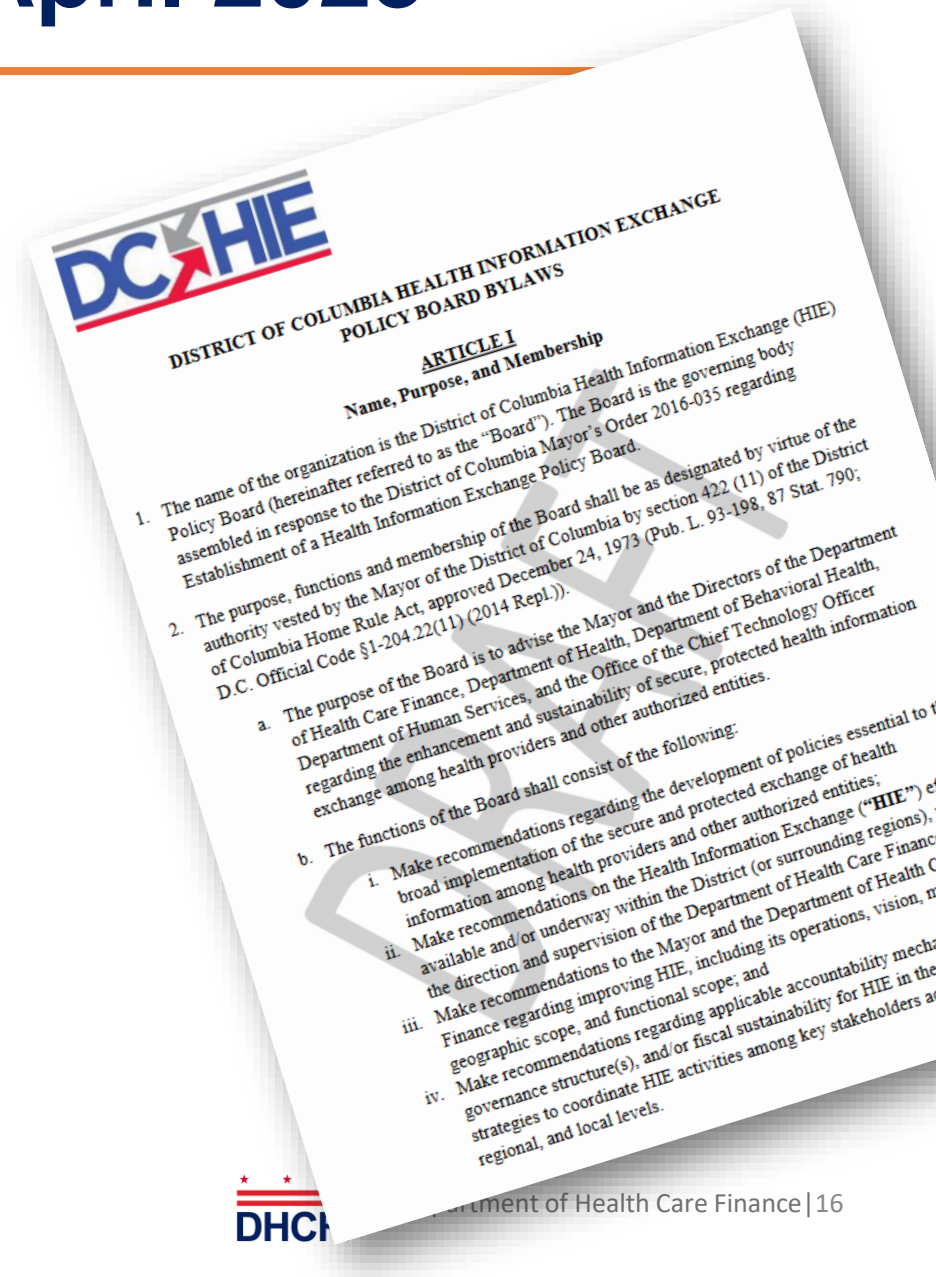 April 2023
DC HIE
DISTRICT OF COLUMBIA HEALTH INFORMATION EXCHANGE
POLICY BOARD BYLAWS
ARTICLE I
Name, Purpose, and Membership
1. The name of the organization is the District of Columbia Health Information Exchange (HIE)
Policy Board (hereinafter referred to as the “Board”). The Board is the governing body
assembled in response to the District of Columbia Mayor’s Order 2016-035 regarding
Establishment of a Health Information Exchange Policy Board.
2. The purpose, functions and membership of the Board shall be as designated by virtue of the
authority vested by the Mayor of the District of Columbia by section 422 (11) of the District
of Columbia Home Rule Act, approved December 24, 1973 (Pub. L. 93-198, 87 Stat. 790;
D.C. Official Code §1-204.22(11) (2014 Repl.)).
a. The purpose of the Board is to advise the Mayor and the Directors of the Department
of Health Care Finance, Department of Health, Department of Behavioral Health,
Department of Human Services, and the Office of the Chief Technology Officer
regarding the enhancement and sustainability of secure, protected health information
exchange among health providers and other authorized entities.
b. The functions of the Board shall consist of the following:
i. Make recommendations regarding the development of policies essential to
broad implementation of the secure and protected exchange of health
information among health providers and other authorized entities;
ii. Make recommendations on the Health Information Exchange (“HIE”)
available and/or underway within the District (or surrounding regions),
the direction and supervision of the Department of Health Care Finance
iii. Make recommendations to the Mayor and the Department of Health
Finance regarding improving HIE, including its operations, vision,
geographic scope, and functional scope; and
iv. Make recommendations regarding applicable accountability
governance structure(s), and/or fiscal sustainability for HIE in the
strategies to coordinate HIE activities among key stakeholders
regional, and local levels.
DRAFT
DHCF
of Health Care Finance|16